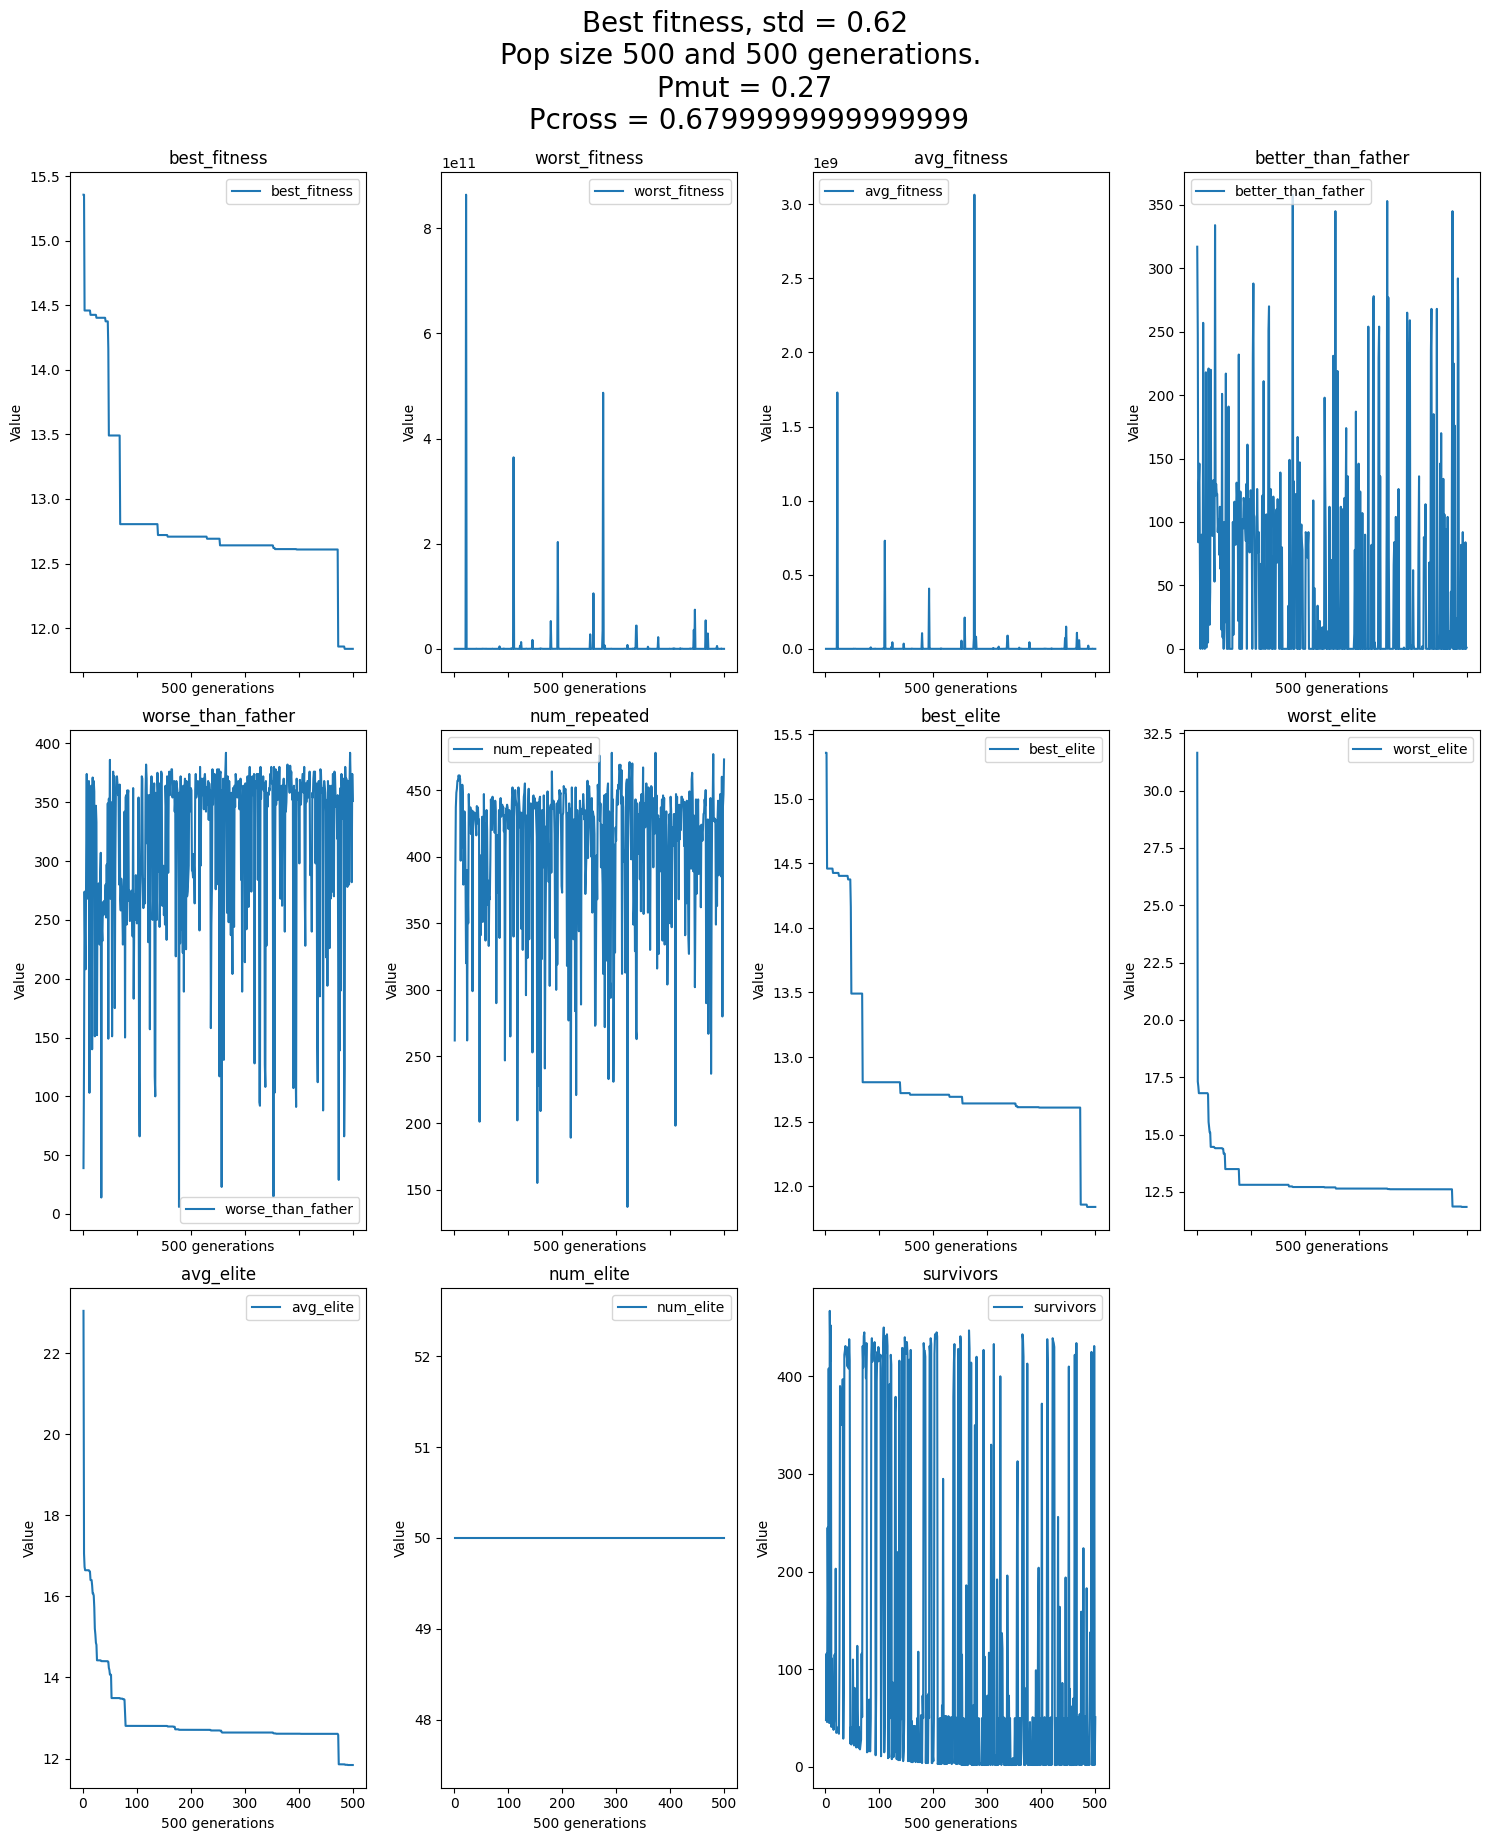 Best fitness, std = 0.62
Pop size 500 and 500 generations.
Pmut = 0.27
Pcross = 0.6799999999999999
best_fitness
15.5
15.0
14.5
14.0
13.5
13.0
12.5
12.0
Value
500 generations
best_fitness
worst_fitness
1e11
8
6
4
2
0
Value
500 generations
worst_fitness
avg_fitness
1e9
3.0
2.5
2.0
1.5
1.0
0.5
0.0
Value
500 generations
avg_fitness
better_than_father
350
300
250
200
150
100
50
0
Value
500 generations
better_than_father
worse_than_father
400
350
300
250
200
150
100
50
0
Value
500 generations
worse_than_father
num_repeated
450
400
350
300
250
200
150
Value
500 generations
num_repeated
best_elite
15.5
15.0
14.5
14.0
13.5
13.0
12.5
12.0
Value
500 generations
best_elite
worst_elite
32.5
30.0
27.5
25.0
22.5
20.0
17.5
15.0
12.5
Value
500 generations
worst_elite
avg_elite
22
20
18
16
14
12
Value
0 100 200 300 400 500
500 generations
avg_elite
num_elite
52
51
50
49
48
Value
0 100 200 300 400 500
500 generations
num_elite
survivors
400
300
200
100
0
Value
0 100 200 300 400 500
500 generations
survivors